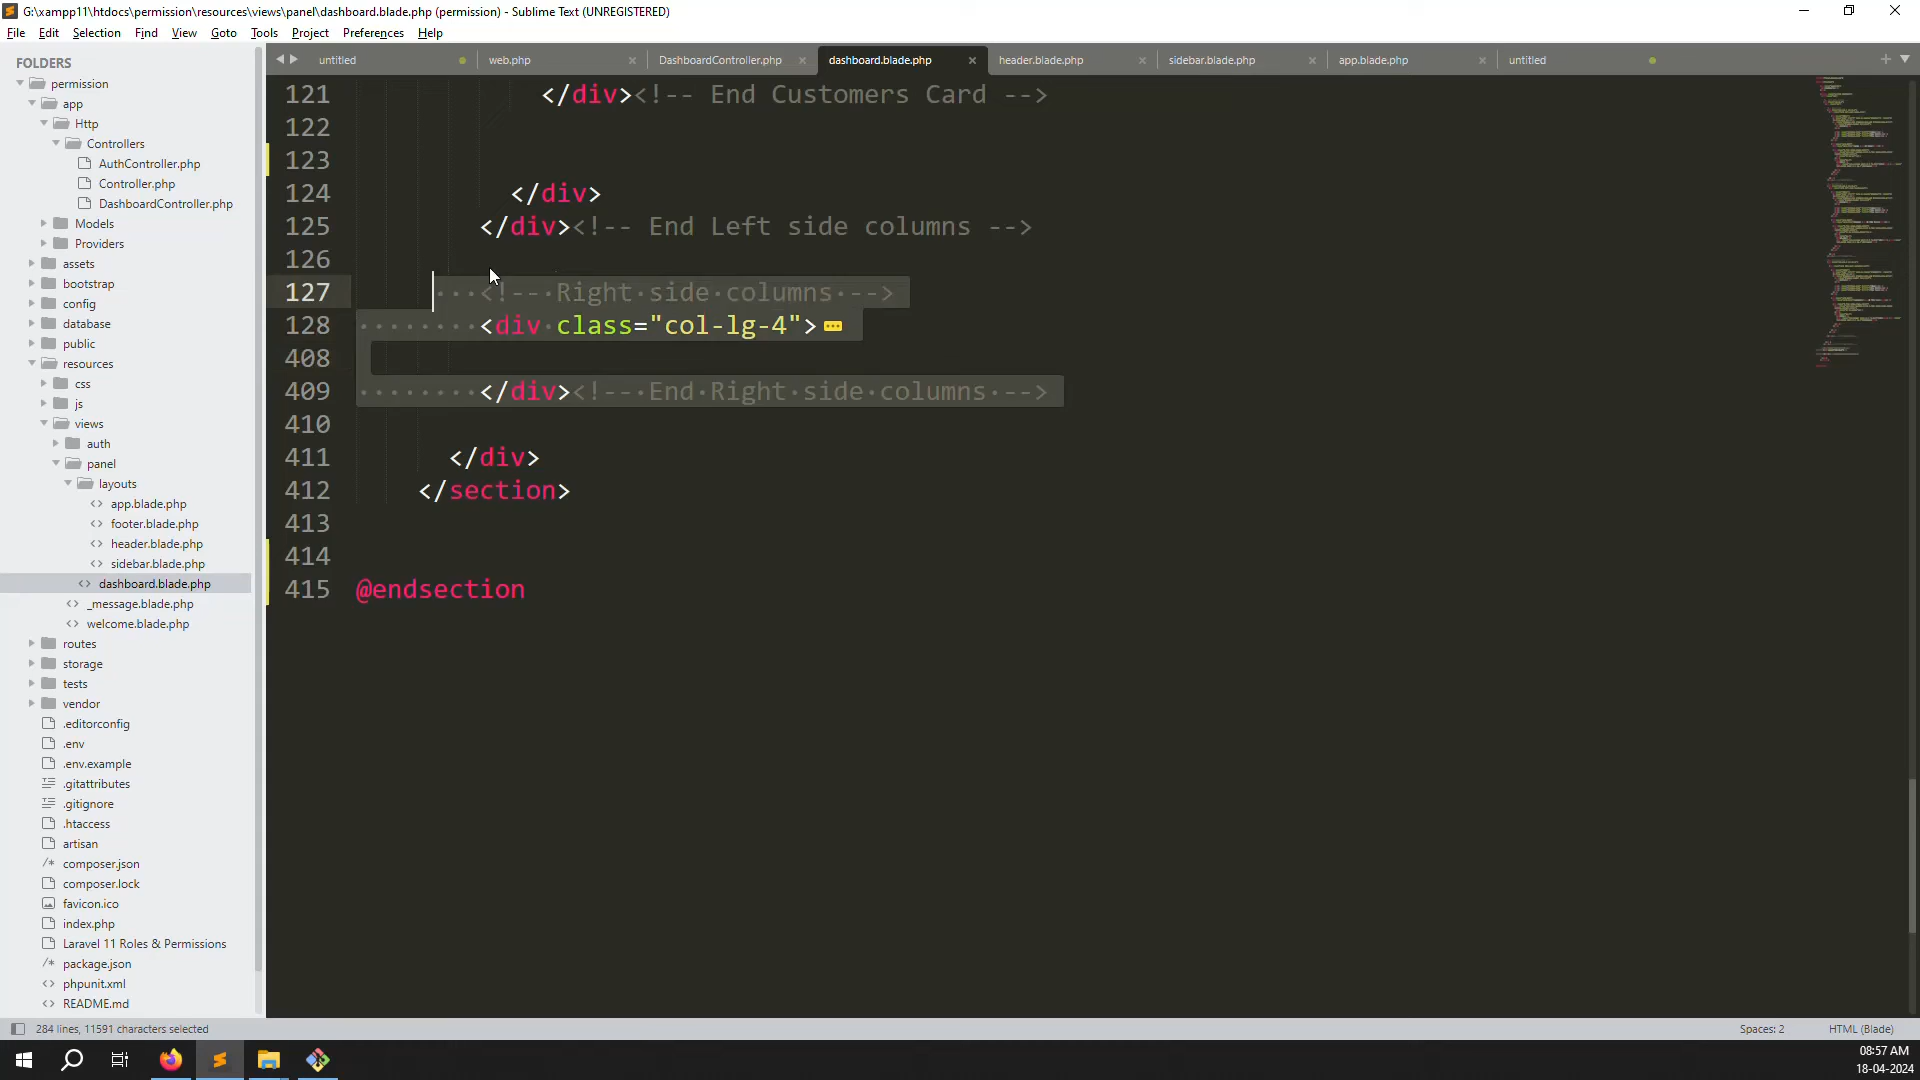 G:\xampp11\htdocs\permission\resources\views\panel\dashboard.blade.php (permission) - Sublime Text (UNREGISTERED)
File Edit Selection Find View Goto Tools Project Preferences Help
FOLDERS
permission
app
Http
Controllers
AuthController.php
Controller.php
DashboardController.php
Models
Providers
assets
bootstrap
config
database
public
resources
css
js
views
auth
panel
layouts
app.blade.php
footer.blade.php
header.blade.php
sidebar.blade.php
dashboard.blade.php
_message.blade.php
welcome.blade.php
routes
storage
tests
vendor
.editorconfig
.env
.env.example
.gitattributes
.gitignore
.htaccess
artisan
composer.json
composer.lock
favicon.ico
index.php
Laravel 11 Roles & Permissions
package.json
phpunit.xml
README.md
untitled web.php DashboardController.php dashboard.blade.php header.blade.php sidebar.blade.php app.blade.php untitled
121 </div><!-- End Customers Card -->
122
123
124 </div>
125 </div><!-- End Left side columns -->
126
127 <!-- Right side columns -->
128 <div class="col-lg-4">
408
409 </div><!-- End Right side columns -->
410
411 </div>
412 </section>
413
414
415 @endsection
284 lines, 11591 characters selected Spaces: 2 HTML (Blade)
08:57 AM
18-04-2024